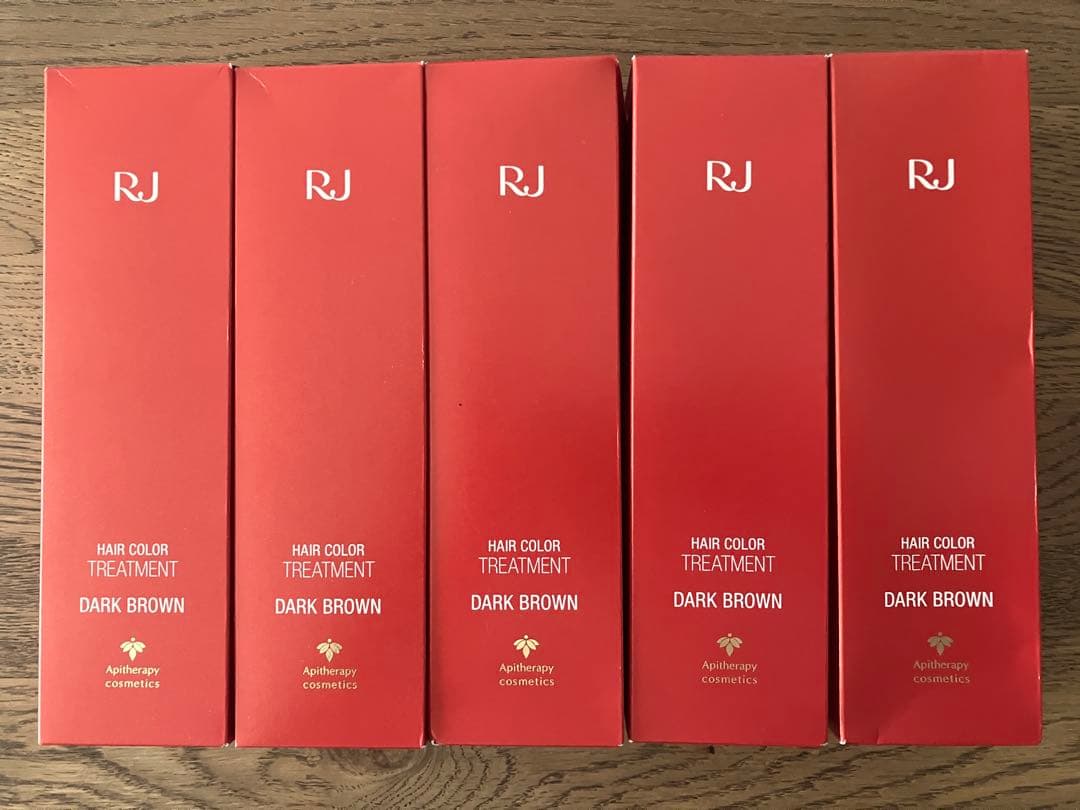 RJ
HAIR COLOR
TREATMENT
DARK BROWN
Apitherapy
cosmetics
RJ
HAIR COLOR
TREATMENT
DARK BROWN
Apitherapy
cosmetics
RJ
HAIR COLOR
TREATMENT
DARK BROWN
Apitherapy
cosmetics
RJ
HAIR COLOR
TREATMENT
DARK BROWN
Apitherapy
cosmetics
RJ
HAIR COLOR
TREATMENT
DARK BROWN
Apitherapy
cosmetics